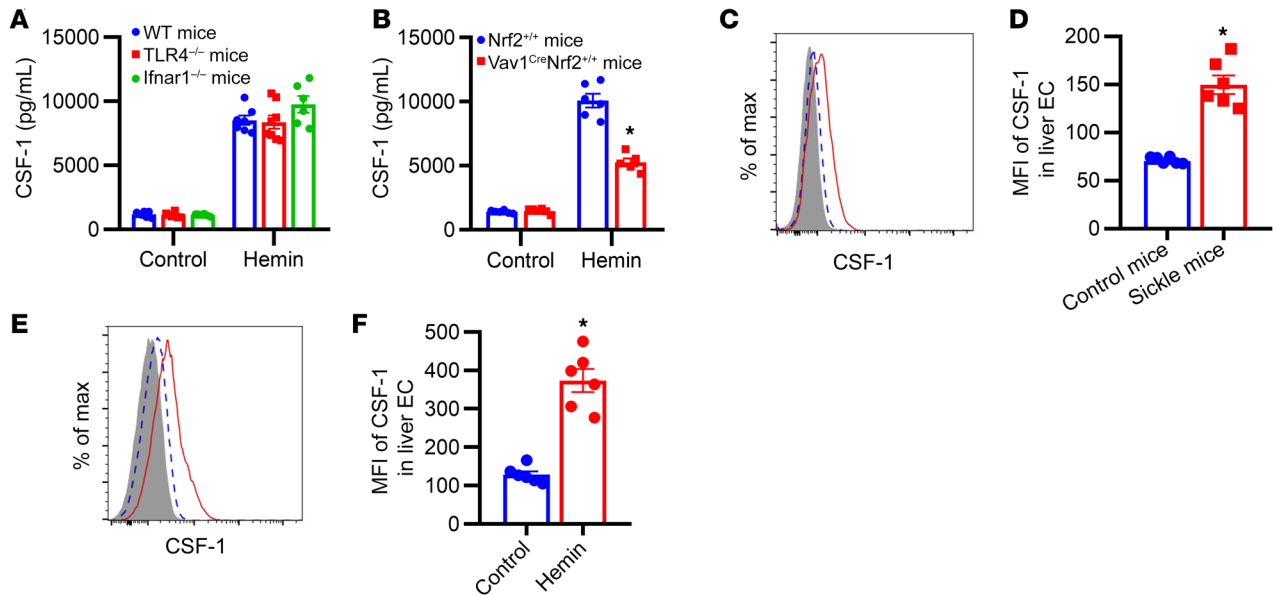 A
CSF-1 (pg/mL)
15000
10000
5000
0
WT mice
TLR4–/– mice
Ifnar1–/– mice
Control
Hemin
B
CSF-1 (pg/mL)
15000
10000
5000
0
Nrf2+/+ mice
Vav1CreNrf2+/+ mice
*
Control
Hemin
C
% of max
CSF-1
D
MFI of CSF-1
in liver EC
200
150
100
50
0
*
Control mice
Sickle mice
E
% of max
CSF-1
F
MFI of CSF-1
in liver EC
500
400
300
200
100
0
*
Control
Hemin